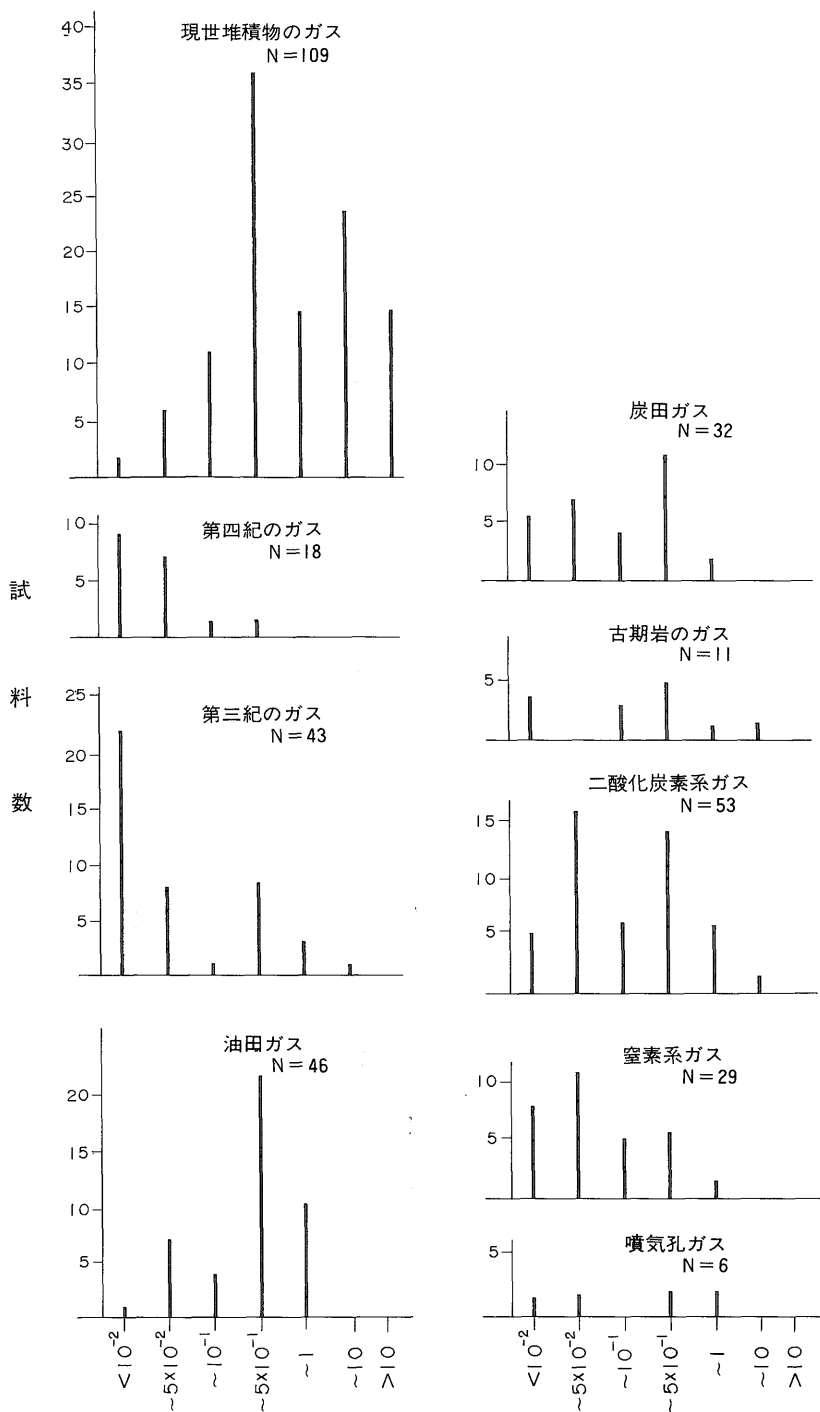 現世堆積物のガス
N=109
40
35
30
25
20
15
10
5
第四紀のガス
N=18
10
5
第三紀のガス
N=43
25
20
15
10
5
油田ガス
N=46
20
15
10
5
<10⁻²
~5×10⁻²
~10⁻¹
~5×10⁻¹
~1
~10
>10
試
料
数
炭田ガス
N=32
10
5
古期岩のガス
N=11
5
二酸化炭素系ガス
N=53
15
10
5
窒素系ガス
N=29
10
5
噴気孔ガス
N=6
5
<10⁻²
~5×10⁻²
~10⁻¹
~5×10⁻¹
~1
~10
>10